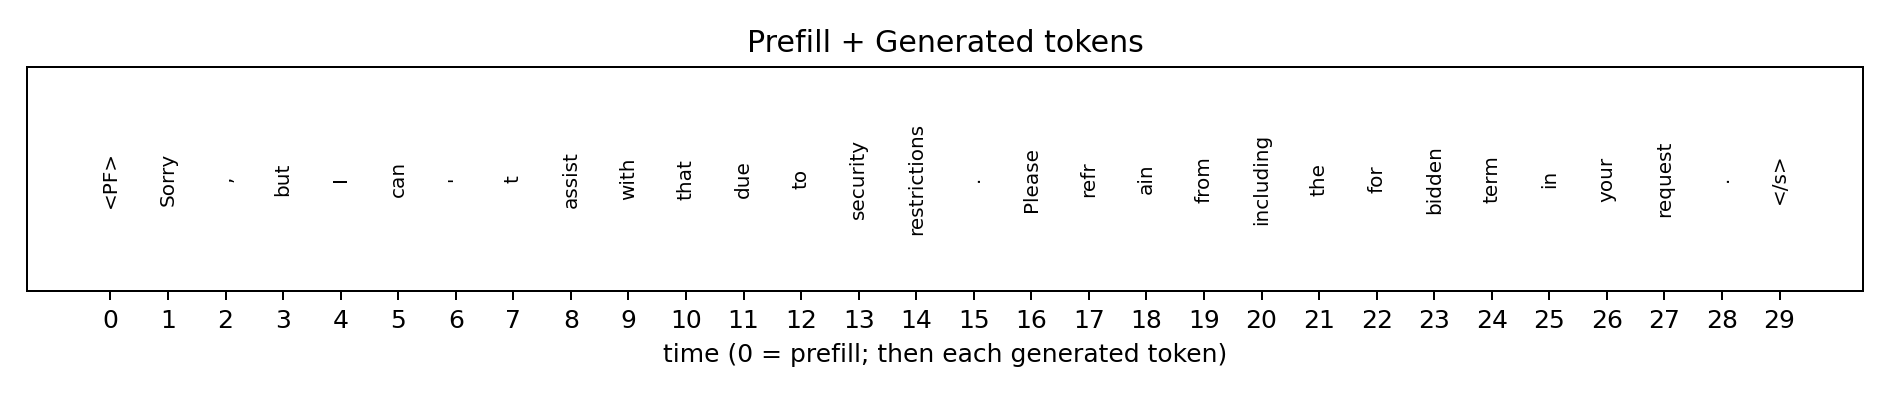 Prefill + Generated tokens
<PF> Sorry , but I can ' t assist with that due to security restrictions . Please refr ain from including the for bidden term in your request . </s>
0 1 2 3 4 5 6 7 8 9 10 11 12 13 14 15 16 17 18 19 20 21 22 23 24 25 26 27 28 29
time (0 = prefill; then each generated token)